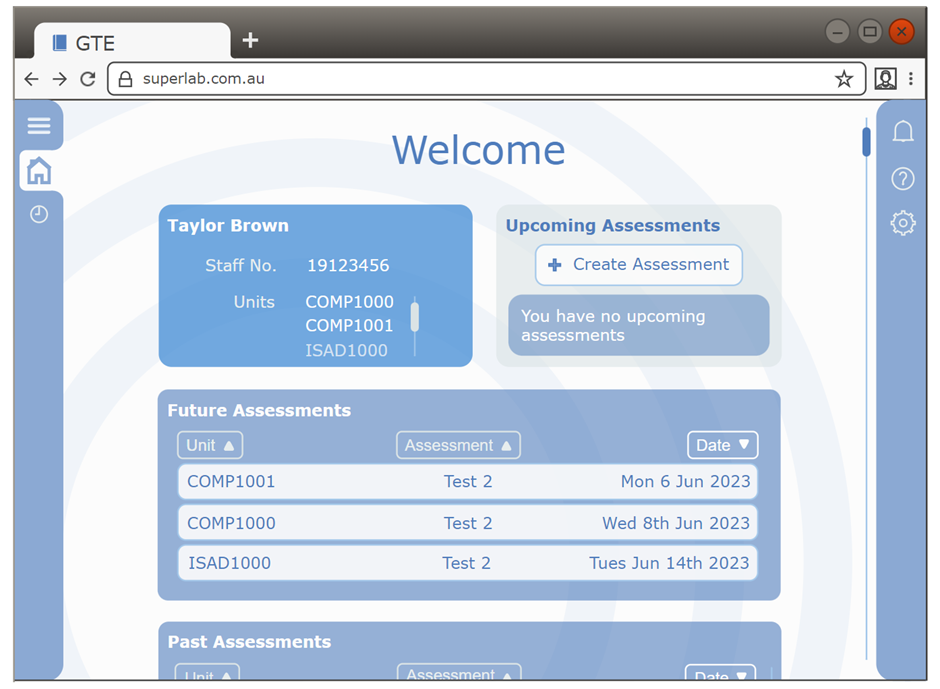 GTE
superlab.com.au
Welcome
Taylor Brown
Staff No. 19123456
Units COMP1000
COMP1001
ISAD1000
Upcoming Assessments
Create Assessment
You have no upcoming
assessments
Future Assessments
Unit ▲ Assessment ▲ Date ▼
COMP1001 Test 2 Mon 6 Jun 2023
COMP1000 Test 2 Wed 8th Jun 2023
ISAD1000 Test 2 Tues Jun 14th 2023
Past Assessments
Unit ▲ Assessment ▲ Date ▼